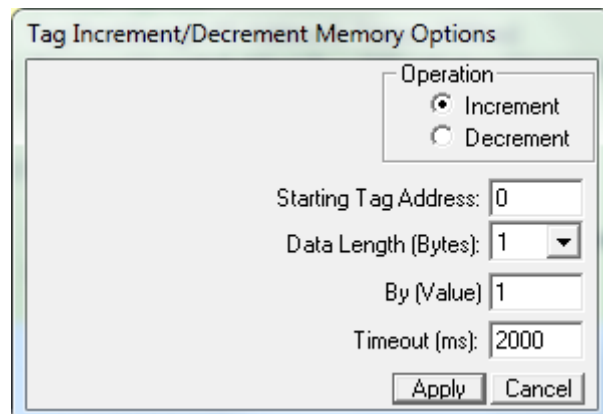 Tag Increment/Decrement Memory Options
Operation
Increment
Decrement
Starting Tag Address: 0
Data Length (Bytes): 1
By (Value) 1
Timeout (ms): 2000
Apply Cancel